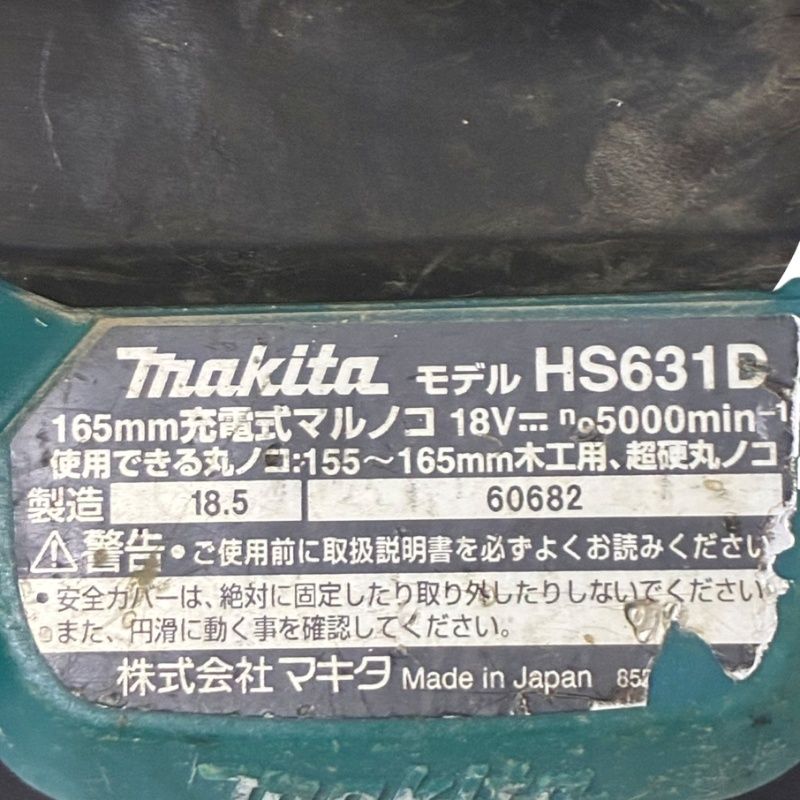 makita モデル HS631D
165mm充電式マルノコ 18V⎓ n₀5000min⁻¹
使用できる丸ノコ:155～165mm木工用、超硬丸ノコ
製造 18.5 60682
⚠警告 •ご使用前に取扱説明書を必ずよくお読みください
•安全カバーは、絶対に固定したり取り外したりしないでください。
また、円滑に動く事を確認してください。
株式会社マキタ Made in Japan 852
makita